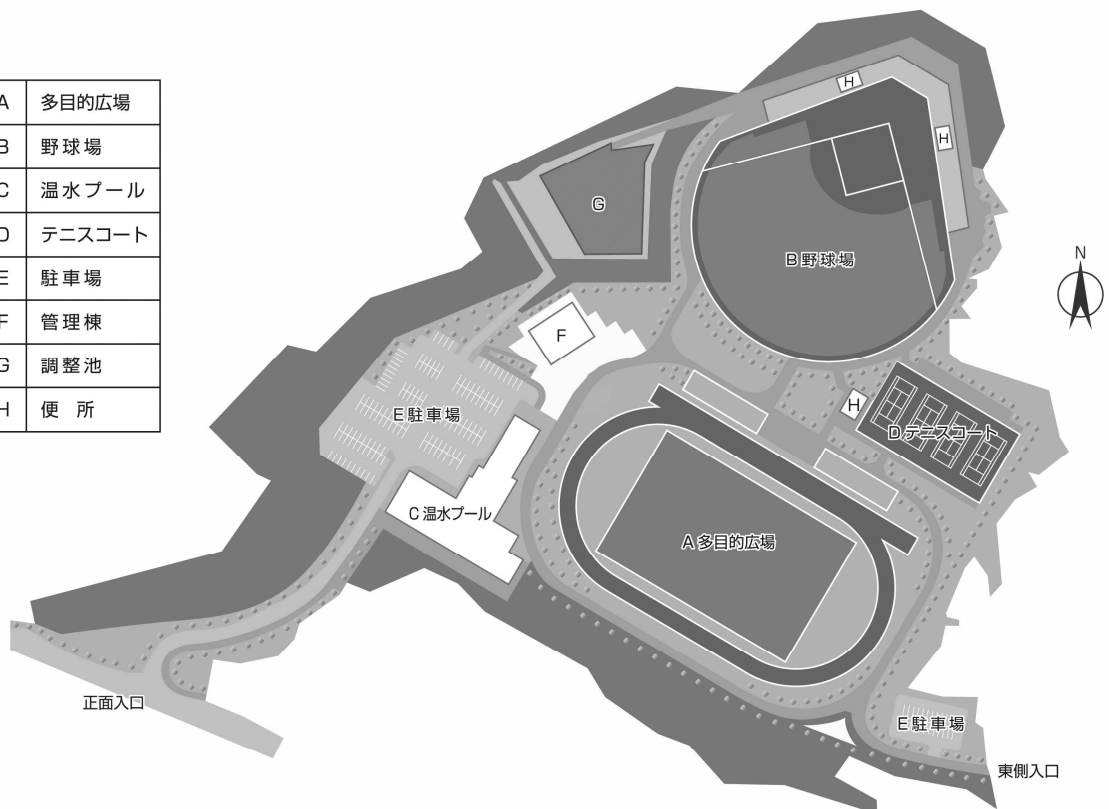 A 多目的広場
B 野球場
C 温水プール
D テニスコート
E 駐車場
F 管理棟
G 調整池
H 便所
H
H
G
B野球場
N
F
E駐車場
H
Dテニスコート
C温水プール
A多目的広場
正面入口
E駐車場
東側入口